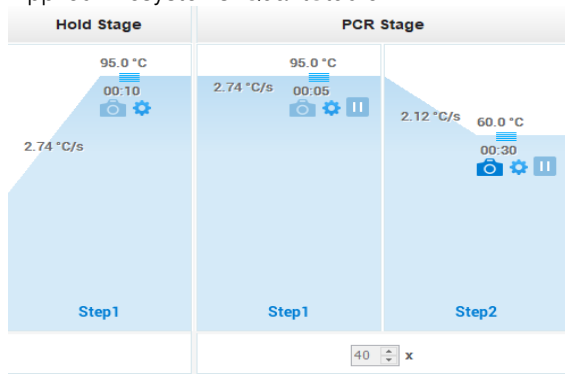 Hold Stage
PCR Stage
95.0 °C
00:10
2.74 °C/s
Step1
95.0 °C
2.74 °C/s
00:05
Step1
2.12 °C/s
60.0 °C
00:30
Step2
40 x